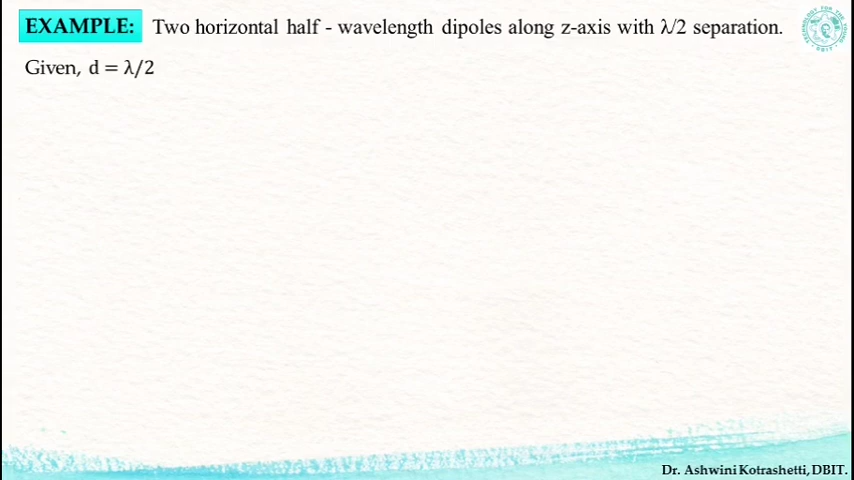 EXAMPLE: Two horizontal half - wavelength dipoles along z-axis with λ/2 separation.
Given, d = λ/2
Dr. Ashwini Kotrashetti, DBIT.